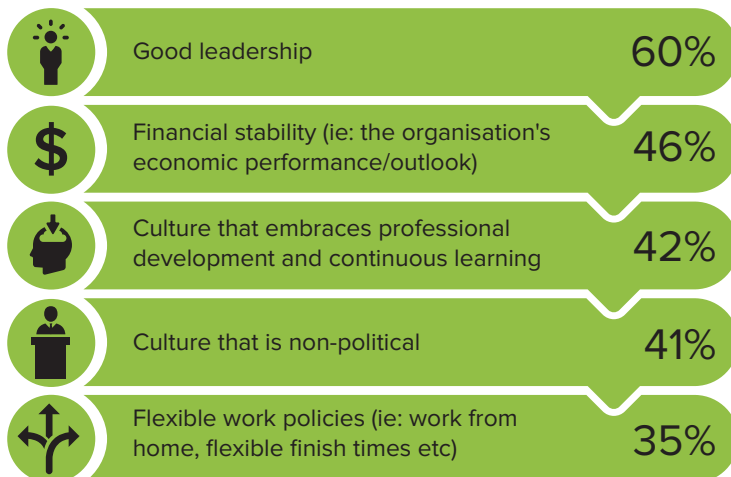 Good leadership 60%
$
Financial stability (ie: the organisation's
economic performance/outlook) 46%
Culture that embraces professional
development and continuous learning 42%
Culture that is non-political 41%
Flexible work policies (ie: work from
home, flexible finish times etc) 35%